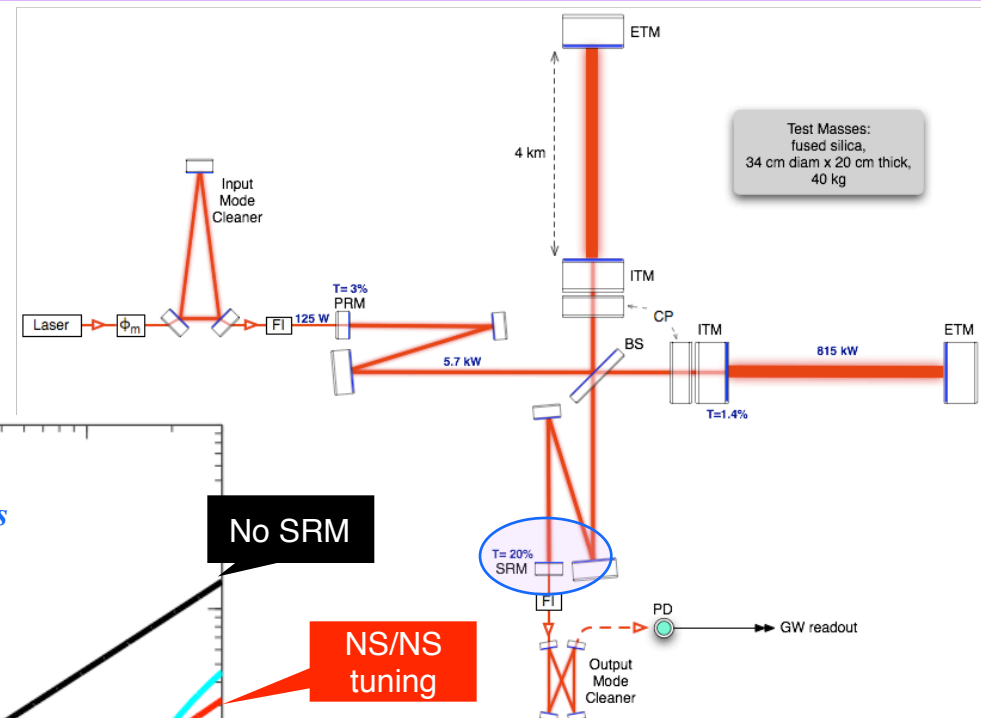 ETM
4 km
Test Masses:
fused silica,
34 cm diam x 20 cm thick,
40 kg
Input
Mode
Cleaner
ITM
T= 3%
PRM
CP
ITM
ETM
Laser
Φm
FI
125 W
BS
815 kW
5.7 kW
T=1.4%
s
No SRM
T= 20%
SRM
FI
PD
GW readout
NS/NS
tuning
Output
Mode
Cleaner